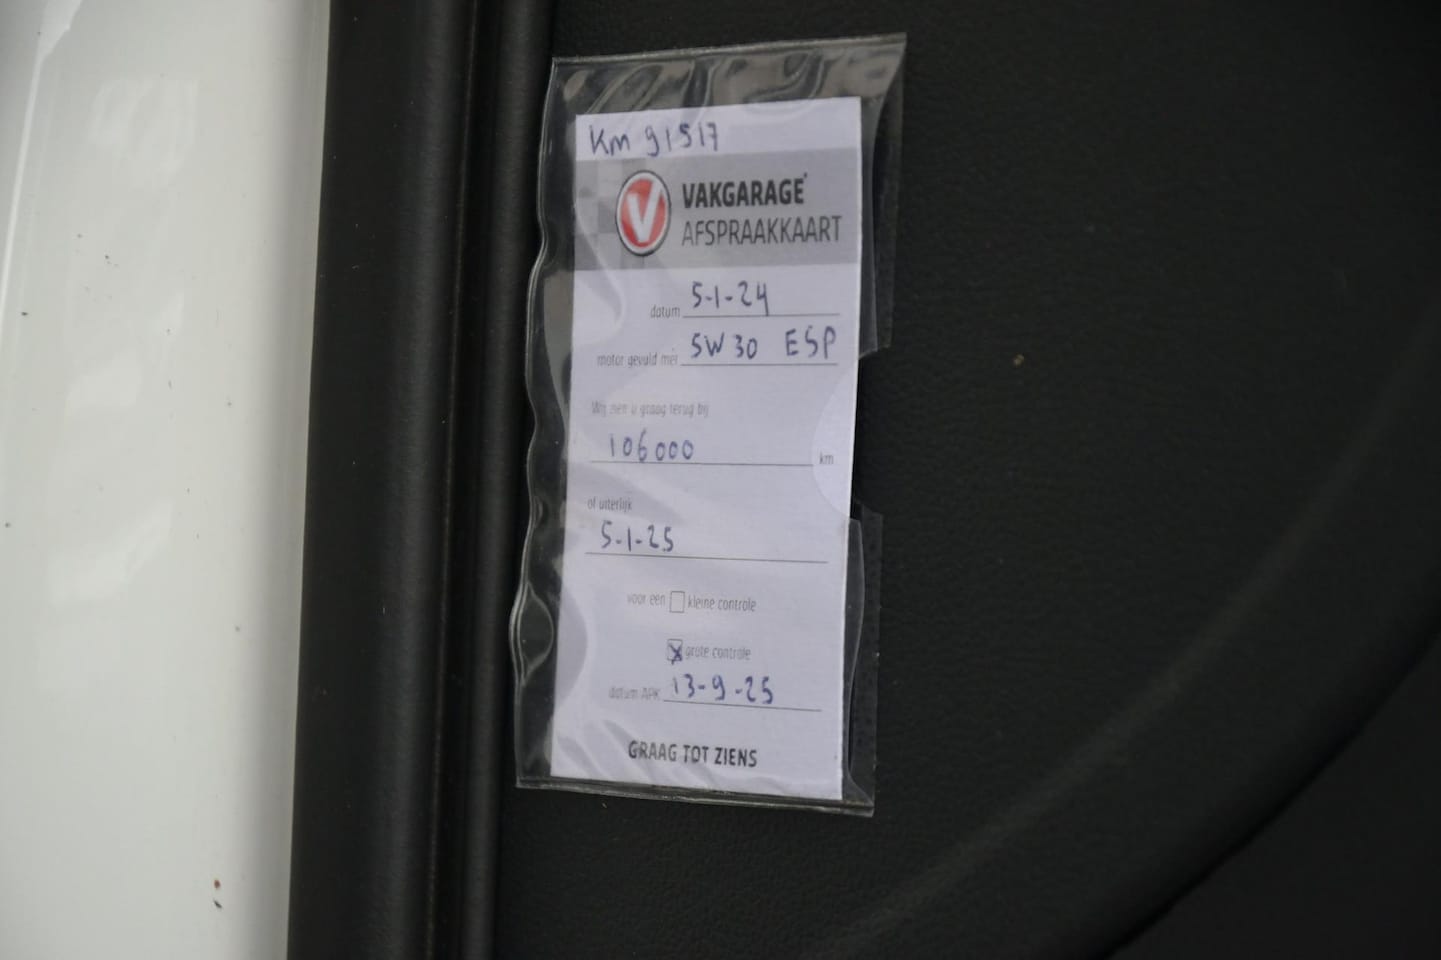 Km 91517
V
VAKGARAGE
AFSPRAAKKAART
datum 5-1-24
motor gevuld met 5W30 ESP
Wij zien u graag terug bij
106000 km
of uiterlijk
5-1-25
voor een kleine controle
X grote controle
datum APK 13-9-25
GRAAG TOT ZIENS